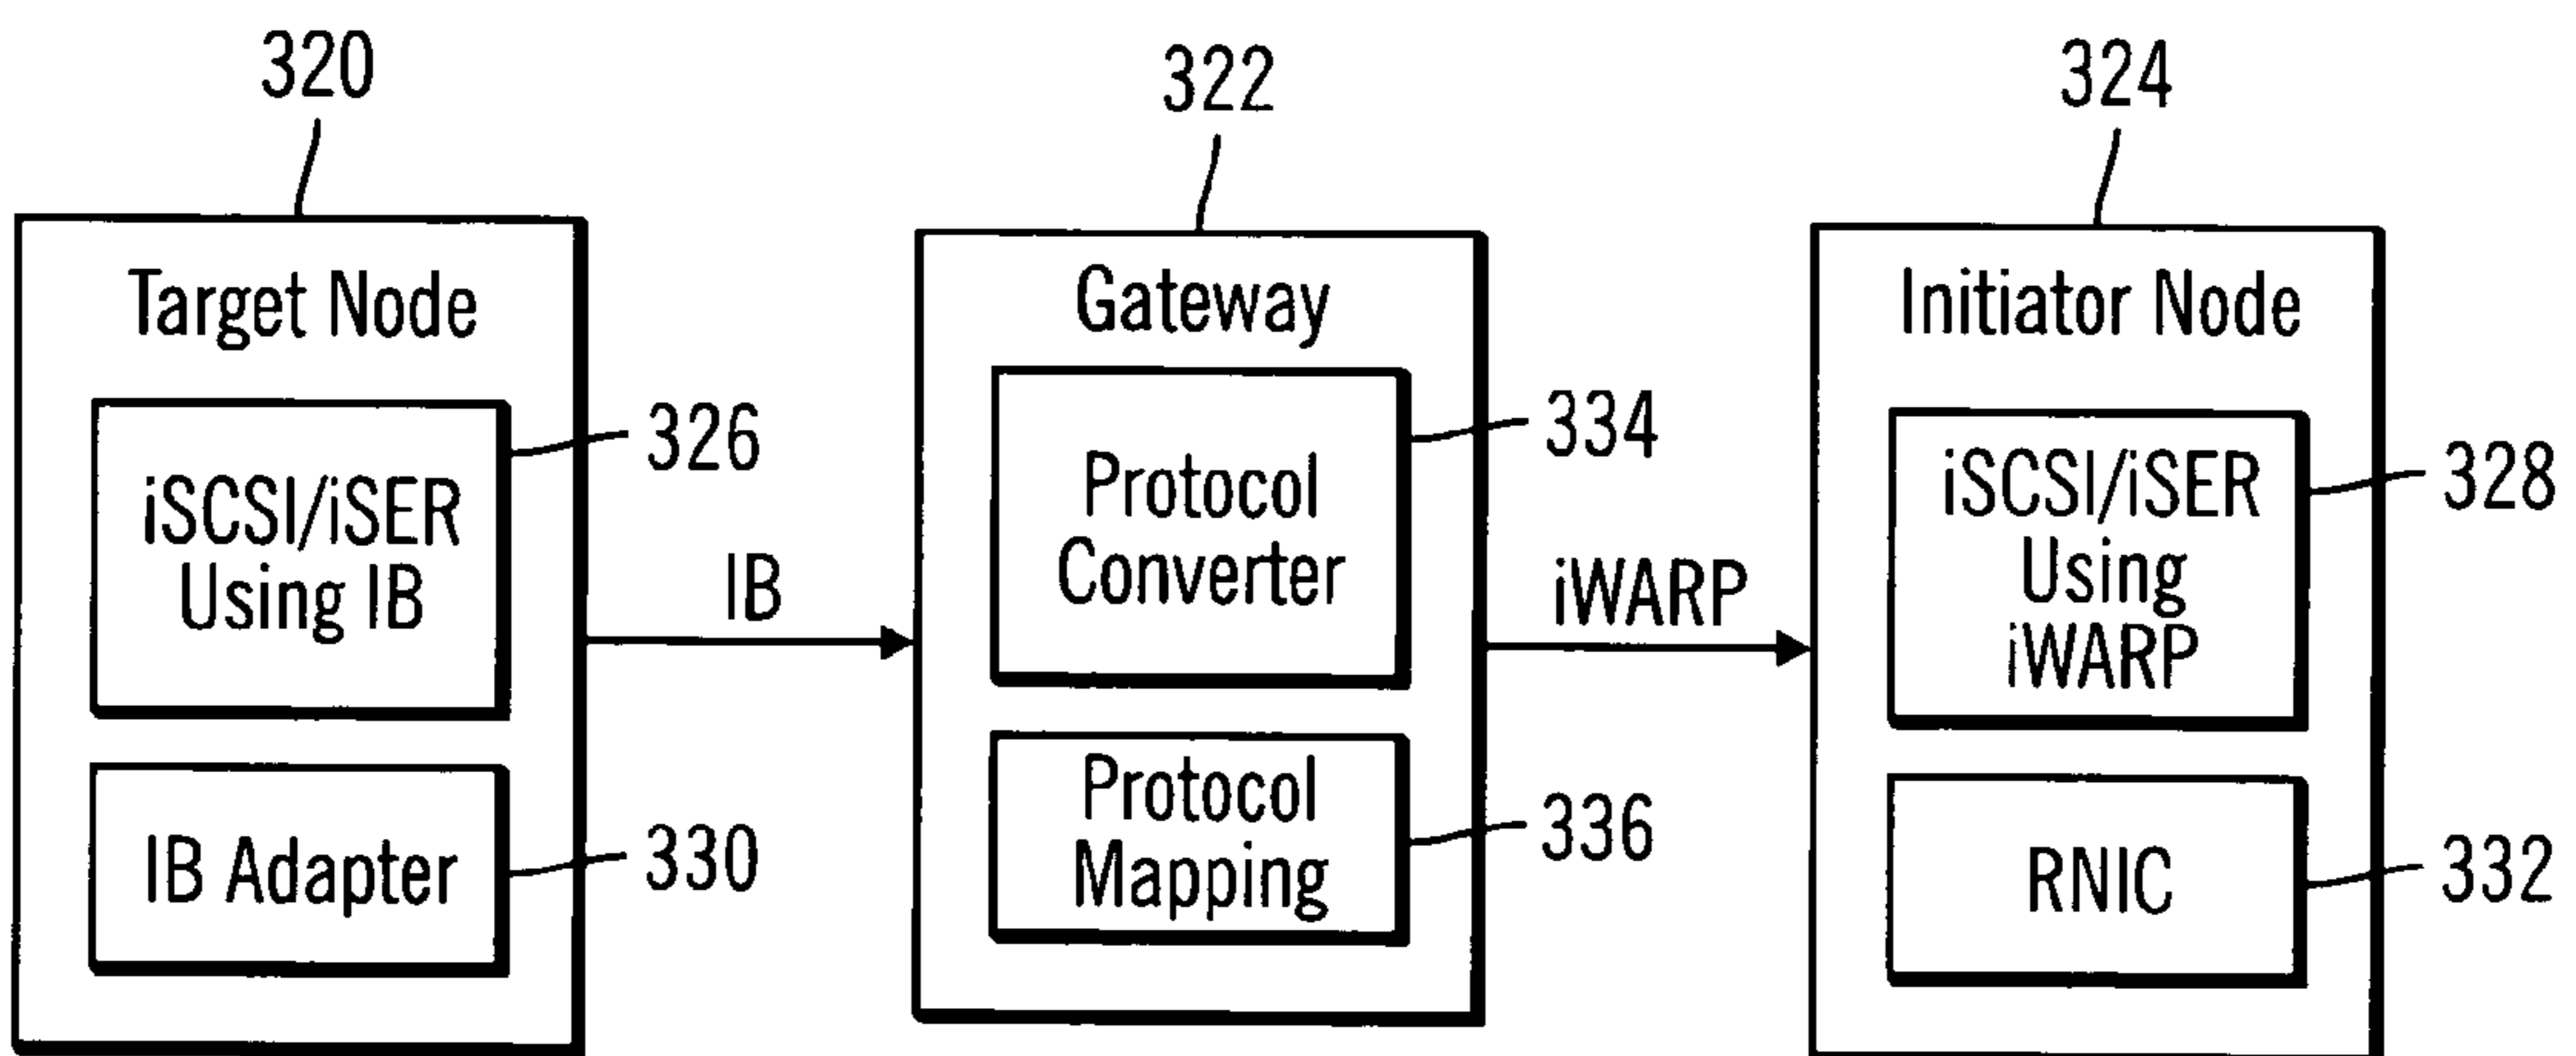 320
322
324
Target Node
Gateway
Initiator Node
326
334
328
iSCSI/iSER
Using IB
Protocol
Converter
iSCSI/iSER
Using
iWARP
IB
iWARP
IB Adapter
330
Protocol
Mapping
336
RNIC
332